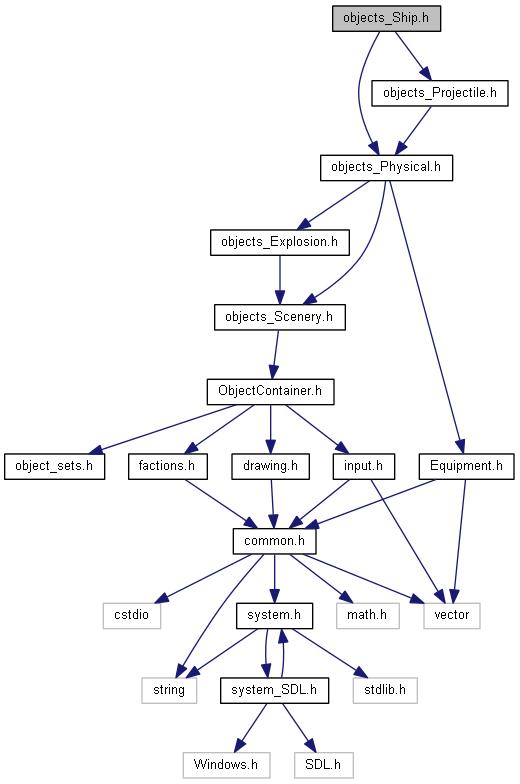 objects_Ship.h
objects_Projectile.h
objects_Physical.h
objects_Explosion.h
objects_Scenery.h
ObjectContainer.h
object_sets.h
factions.h
drawing.h
input.h
Equipment.h
common.h
cstdio
system.h
math.h
vector
string
system_SDL.h
stdlib.h
Windows.h
SDL.h